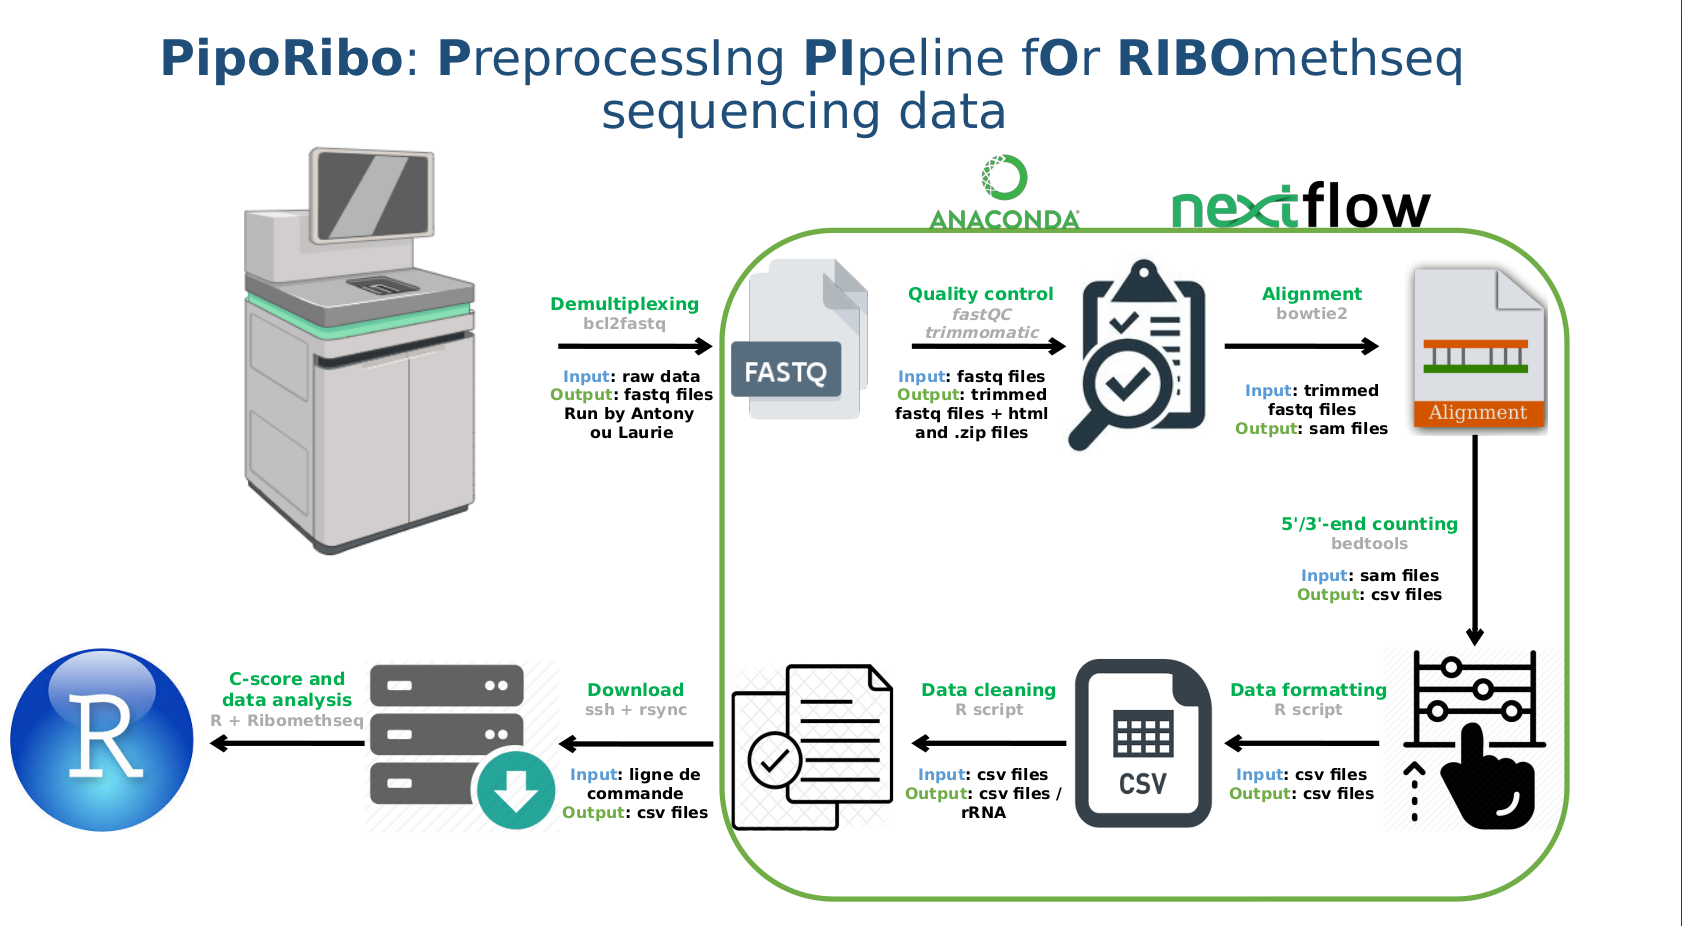 PipoRibo: PreprocessIng PIpeline fOr RIBOmethseq
sequencing data
ANACONDA
nextflow
Demultiplexing
bcl2fastq
Input: raw data
Output: fastq files
Run by Antony
ou Laurie
FASTQ
Quality control
fastQC
trimmomatic
Input: fastq files
Output: trimmed
fastq files + html
and .zip files
Alignment
bowtie2
Input: trimmed
fastq files
Output: sam files
Alignment
5'/3'-end counting
bedtools
Input: sam files
Output: csv files
Data formatting
R script
Input: csv files
Output: csv files
CSV
Data cleaning
R script
Input: csv files
Output: csv files /
rRNA
Download
ssh + rsync
Input: ligne de
commande
Output: csv files
C-score and
data analysis
R + Ribomethseq
R